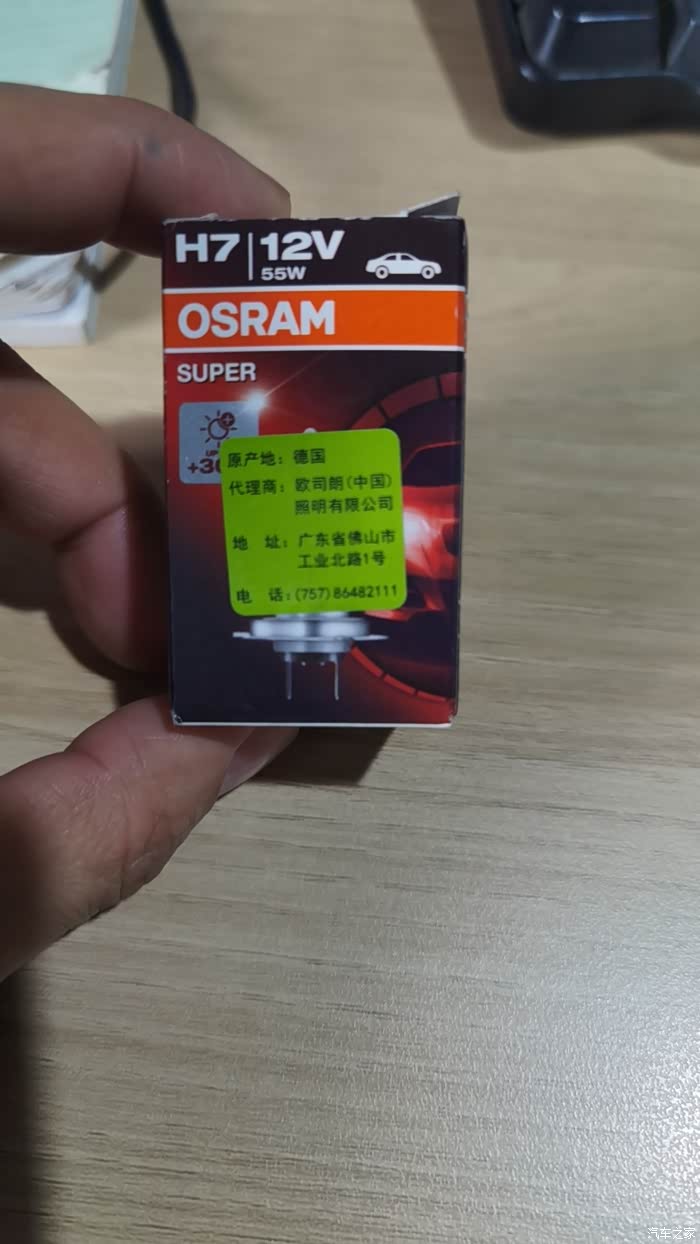 H7 | 12V
55W
OSRAM
SUPER
原产地：德国
代理商：欧司朗(中国)
照明有限公司
地 址：广东省佛山市
工业北路1号
电 话：(757)86482111
汽车之家